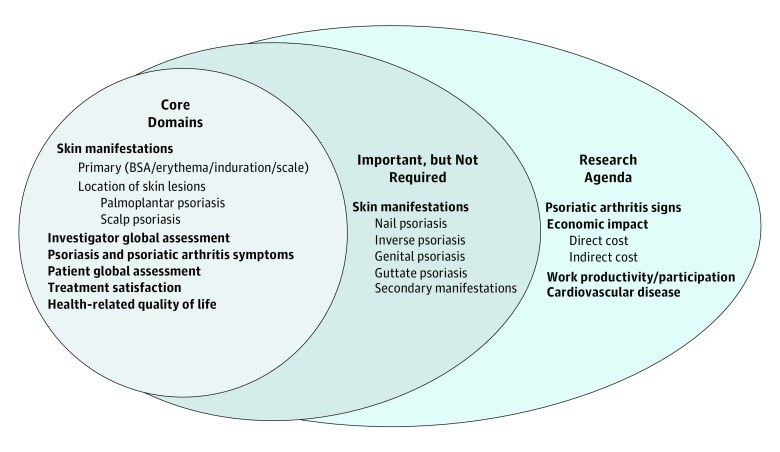 Core
Domains
Skin manifestations
Primary (BSA/erythema/induration/scale)
Location of skin lesions
Palmoplantar psoriasis
Scalp psoriasis
Investigator global assessment
Psoriasis and psoriatic arthritis symptoms
Patient global assessment
Treatment satisfaction
Health-related quality of life
Important, but Not
Required
Skin manifestations
Nail psoriasis
Inverse psoriasis
Genital psoriasis
Guttate psoriasis
Secondary manifestations
Research
Agenda
Psoriatic arthritis signs
Economic impact
Direct cost
Indirect cost
Work productivity/participation
Cardiovascular disease